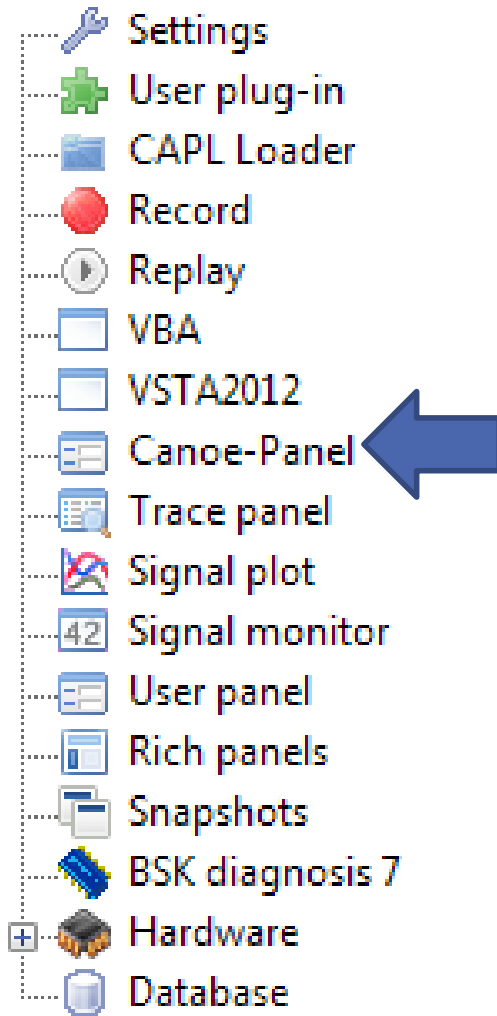 Settings
User plug-in
CAPL Loader
Record
Replay
VBA
VSTA2012
Canoe-Panel
Trace panel
Signal plot
42 Signal monitor
User panel
Rich panels
Snapshots
BSK diagnosis 7
Hardware
Database